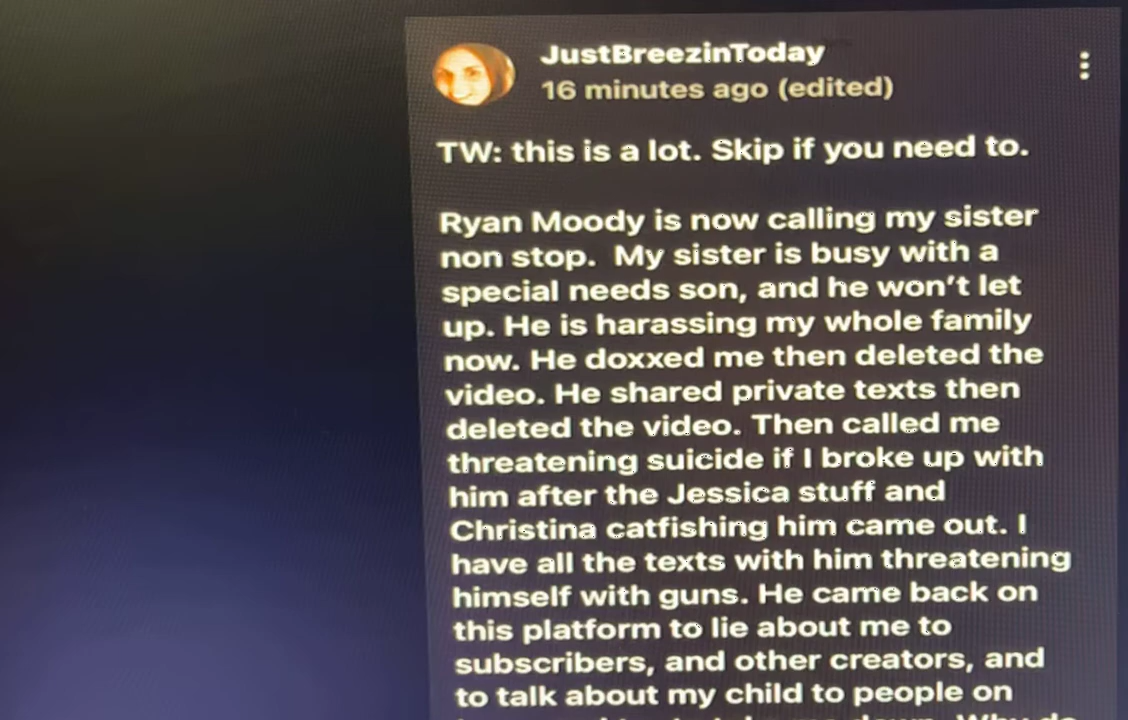 JustBreezinToday
16 minutes ago (edited)
TW: this is a lot. Skip if you need to.
Ryan Moody is now calling my sister
non stop.  My sister is busy with a
special needs son, and he won't let
up. He is harassing my whole family
now. He doxxed me then deleted the
video. He shared private texts then
deleted the video. Then called me
threatening suicide if I broke up with
him after the Jessica stuff and
Christina catfishing him came out. I
have all the texts with him threatening
himself with guns. He came back on
this platform to lie about me to
subscribers, and other creators, and
to talk about my child to people on